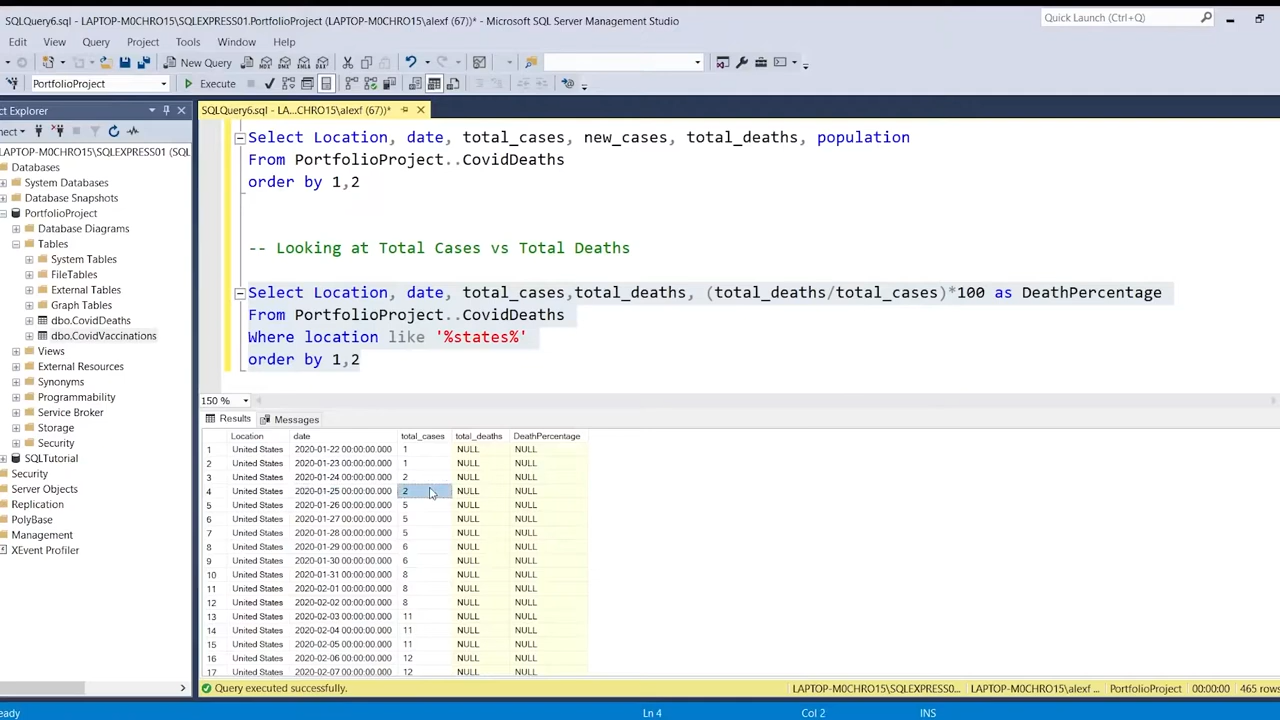 SQLQuery6.sql - LAPTOP-M0CHRO15\SQLEXPRESS01.PortfolioProject (LAPTOP-M0CHRO15\alexf (67))* - Microsoft SQL Server Management Studio
Quick Launch (Ctrl+Q)
Edit View Query Project Tools Window Help
New Query
MDX DMX XMLA DAX
PortfolioProject Execute
ct Explorer
SQLQuery6.sql - LA...CHRO15\alexf (67))*
nect
LAPTOP-M0CHRO15\SQLEXPRESS01 (SQL
Databases
System Databases
Database Snapshots
PortfolioProject
Database Diagrams
Tables
System Tables
FileTables
External Tables
Graph Tables
dbo.CovidDeaths
dbo.CovidVaccinations
Views
External Resources
Synonyms
Programmability
Service Broker
Storage
Security
SQLTutorial
Security
Server Objects
Replication
PolyBase
Management
XEvent Profiler
Select Location, date, total_cases, new_cases, total_deaths, population
From PortfolioProject..CovidDeaths
order by 1,2
-- Looking at Total Cases vs Total Deaths
Select Location, date, total_cases,total_deaths, (total_deaths/total_cases)*100 as DeathPercentage
From PortfolioProject..CovidDeaths
Where location like '%states%'
order by 1,2
150 %
Results Messages
Location date total_cases total_deaths DeathPercentage
1 United States 2020-01-22 00:00:00.000 1 NULL NULL
2 United States 2020-01-23 00:00:00.000 1 NULL NULL
3 United States 2020-01-24 00:00:00.000 2 NULL NULL
4 United States 2020-01-25 00:00:00.000 2 NULL NULL
5 United States 2020-01-26 00:00:00.000 5 NULL NULL
6 United States 2020-01-27 00:00:00.000 5 NULL NULL
7 United States 2020-01-28 00:00:00.000 5 NULL NULL
8 United States 2020-01-29 00:00:00.000 6 NULL NULL
9 United States 2020-01-30 00:00:00.000 6 NULL NULL
10 United States 2020-01-31 00:00:00.000 8 NULL NULL
11 United States 2020-02-01 00:00:00.000 8 NULL NULL
12 United States 2020-02-02 00:00:00.000 8 NULL NULL
13 United States 2020-02-03 00:00:00.000 11 NULL NULL
14 United States 2020-02-04 00:00:00.000 11 NULL NULL
15 United States 2020-02-05 00:00:00.000 11 NULL NULL
16 United States 2020-02-06 00:00:00.000 12 NULL NULL
17 United States 2020-02-07 00:00:00.000 12 NULL NULL
Query executed successfully.
LAPTOP-M0CHRO15\SQLEXPRESS0... LAPTOP-M0CHRO15\alexf ... PortfolioProject 00:00:00 465 rows
eady Ln 4 Col 2 INS